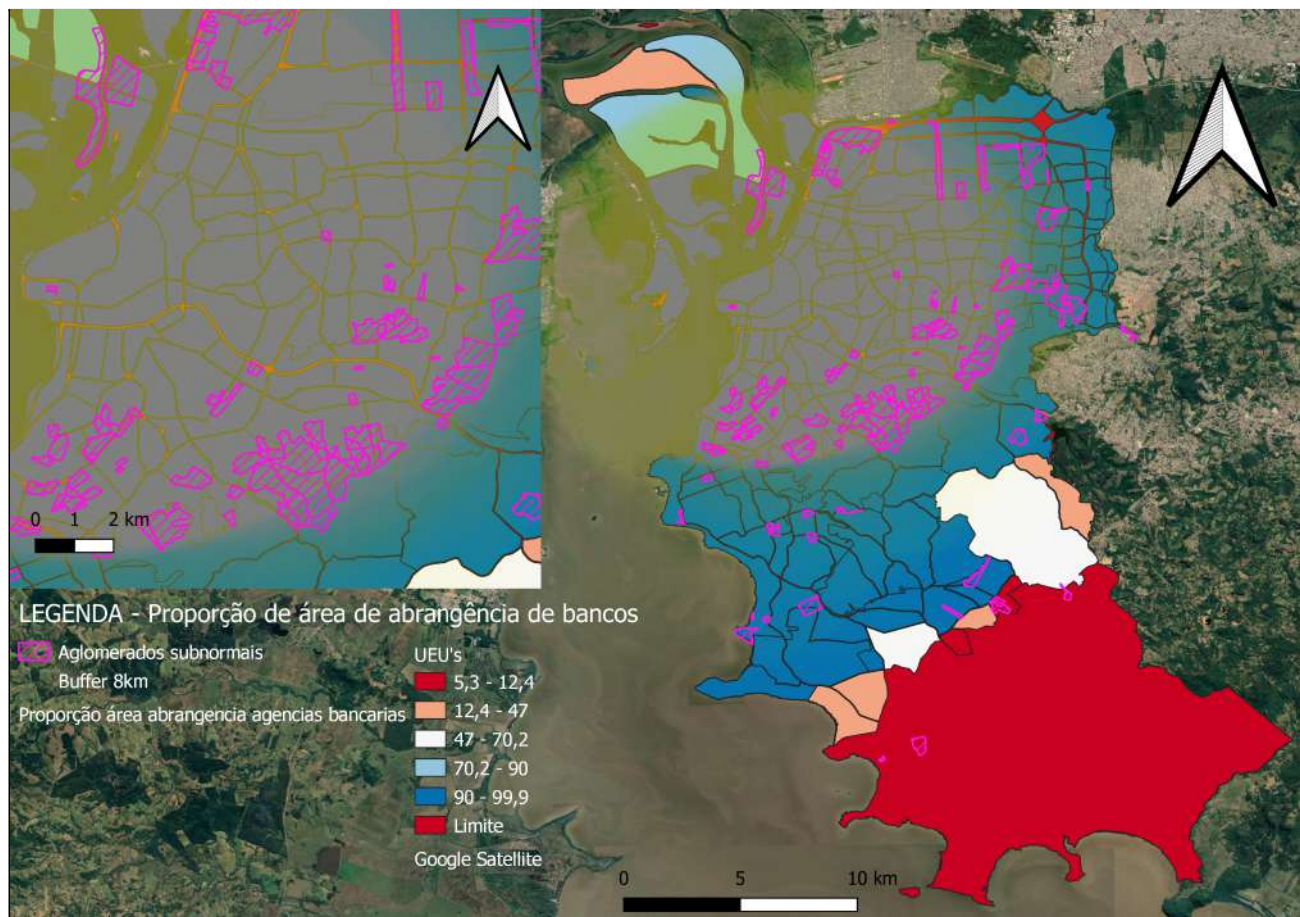 0 1 2 km
LEGENDA - Proporção de área de abrangência de bancos
Aglomerados subnormais
Buffer 8km
Proporção área abrangencia agencias bancarias
UEU's
5,3 - 12,4
12,4 - 47
47 - 70,2
70,2 - 90
90 - 99,9
Limite
Google Satellite
0 5 10 km